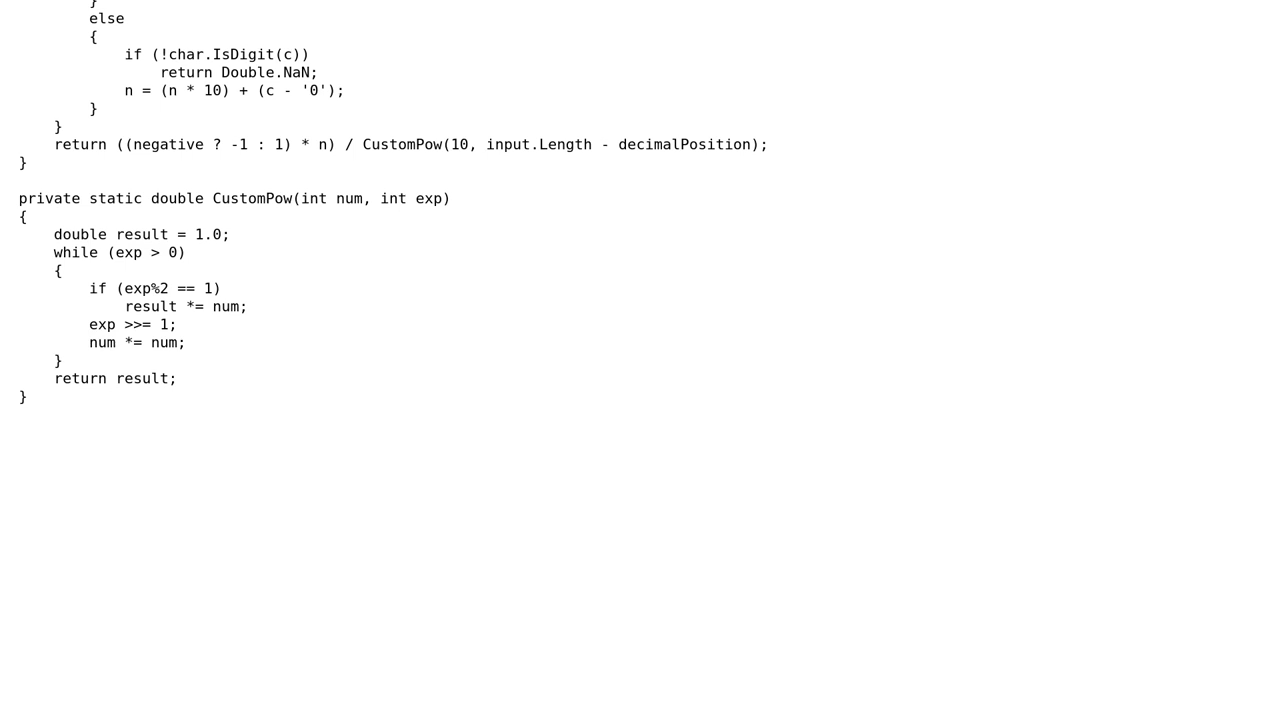 }
        else
        {
            if (!char.IsDigit(c))
                return Double.NaN;
            n = (n * 10) + (c - '0');
        }
    }
    return ((negative ? -1 : 1) * n) / CustomPow(10, input.Length - decimalPosition);
}

private static double CustomPow(int num, int exp)
{
    double result = 1.0;
    while (exp > 0)
    {
        if (exp%2 == 1)
            result *= num;
        exp >>= 1;
        num *= num;
    }
    return result;
}